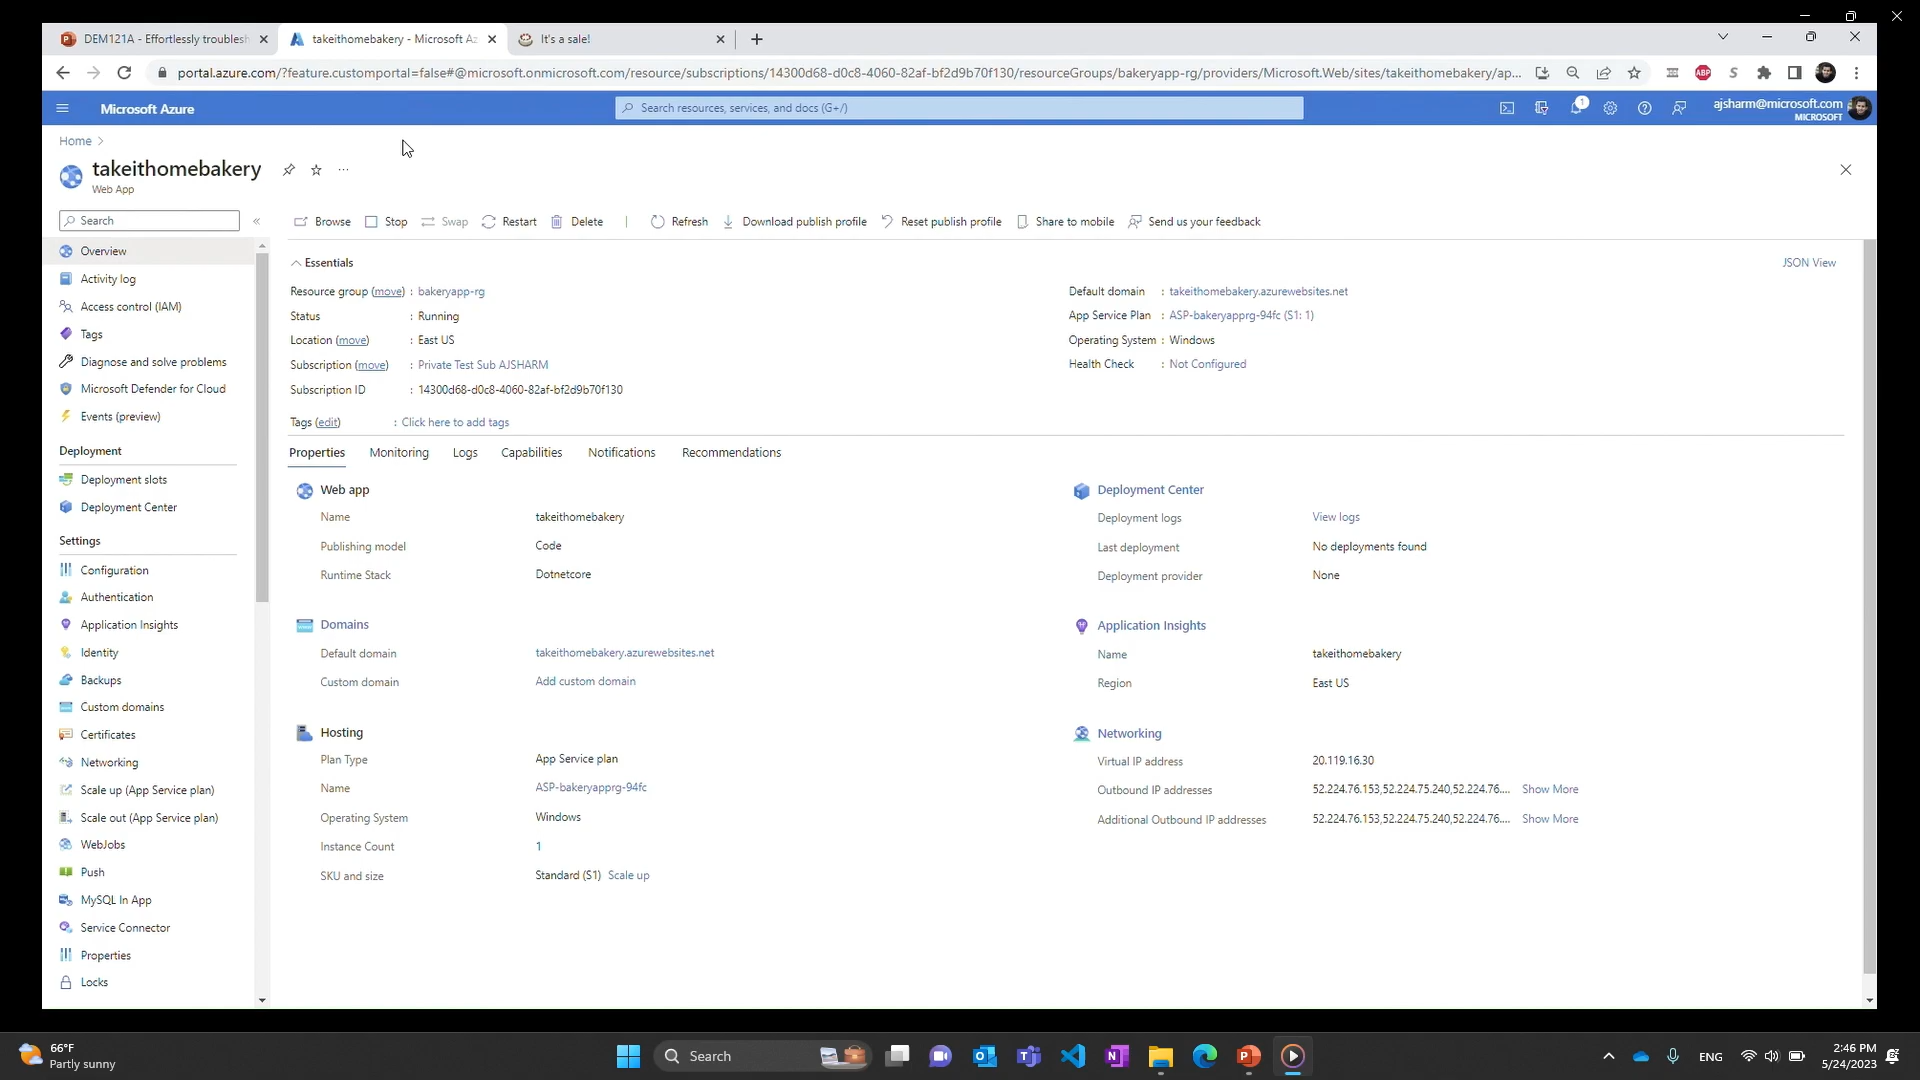 DEM121A - Effortlessly troublesh
takeithomebakery - Microsoft Az
It's a sale!
portal.azure.com/?feature.customportal=false#@microsoft.onmicrosoft.com/resource/subscriptions/14300d68-d0c8-4060-82af-bf2d9b70f130/resourceGroups/bakeryapp-rg/providers/Microsoft.Web/sites/takeithomebakery/ap...
ABP
Microsoft Azure
Search resources, services, and docs (G+/)
1
ajsharm@microsoft.com
MICROSOFT
Home >
takeithomebakery
Web App
Search
Browse Stop Swap Restart Delete Refresh Download publish profile Reset publish profile Share to mobile Send us your feedback
Overview
Activity log
Access control (IAM)
Tags
Diagnose and solve problems
Microsoft Defender for Cloud
Events (preview)
Deployment
Deployment slots
Deployment Center
Settings
Configuration
Authentication
Application Insights
Identity
Backups
Custom domains
Certificates
Networking
Scale up (App Service plan)
Scale out (App Service plan)
WebJobs
Push
MySQL In App
Service Connector
Properties
Locks
Essentials
JSON View
Resource group (move) : bakeryapp-rg
Status : Running
Location (move) : East US
Subscription (move) : Private Test Sub AJSHARM
Subscription ID : 14300d68-d0c8-4060-82af-bf2d9b70f130
Default domain : takeithomebakery.azurewebsites.net
App Service Plan : ASP-bakeryapprg-94fc (S1: 1)
Operating System : Windows
Health Check : Not Configured
Tags (edit) : Click here to add tags
Properties Monitoring Logs Capabilities Notifications Recommendations
Web app
Name takeithomebakery
Publishing model Code
Runtime Stack Dotnetcore
Domains
Default domain takeithomebakery.azurewebsites.net
Custom domain Add custom domain
Hosting
Plan Type App Service plan
Name ASP-bakeryapprg-94fc
Operating System Windows
Instance Count 1
SKU and size Standard (S1) Scale up
Deployment Center
Deployment logs View logs
Last deployment No deployments found
Deployment provider None
Application Insights
Name takeithomebakery
Region East US
Networking
Virtual IP address 20.119.16.30
Outbound IP addresses 52.224.76.153,52.224.75.240,52.224.76.... Show More
Additional Outbound IP addresses 52.224.76.153,52.224.75.240,52.224.76.... Show More
66°F
Partly sunny
Search
ENG
2:46 PM
5/24/2023